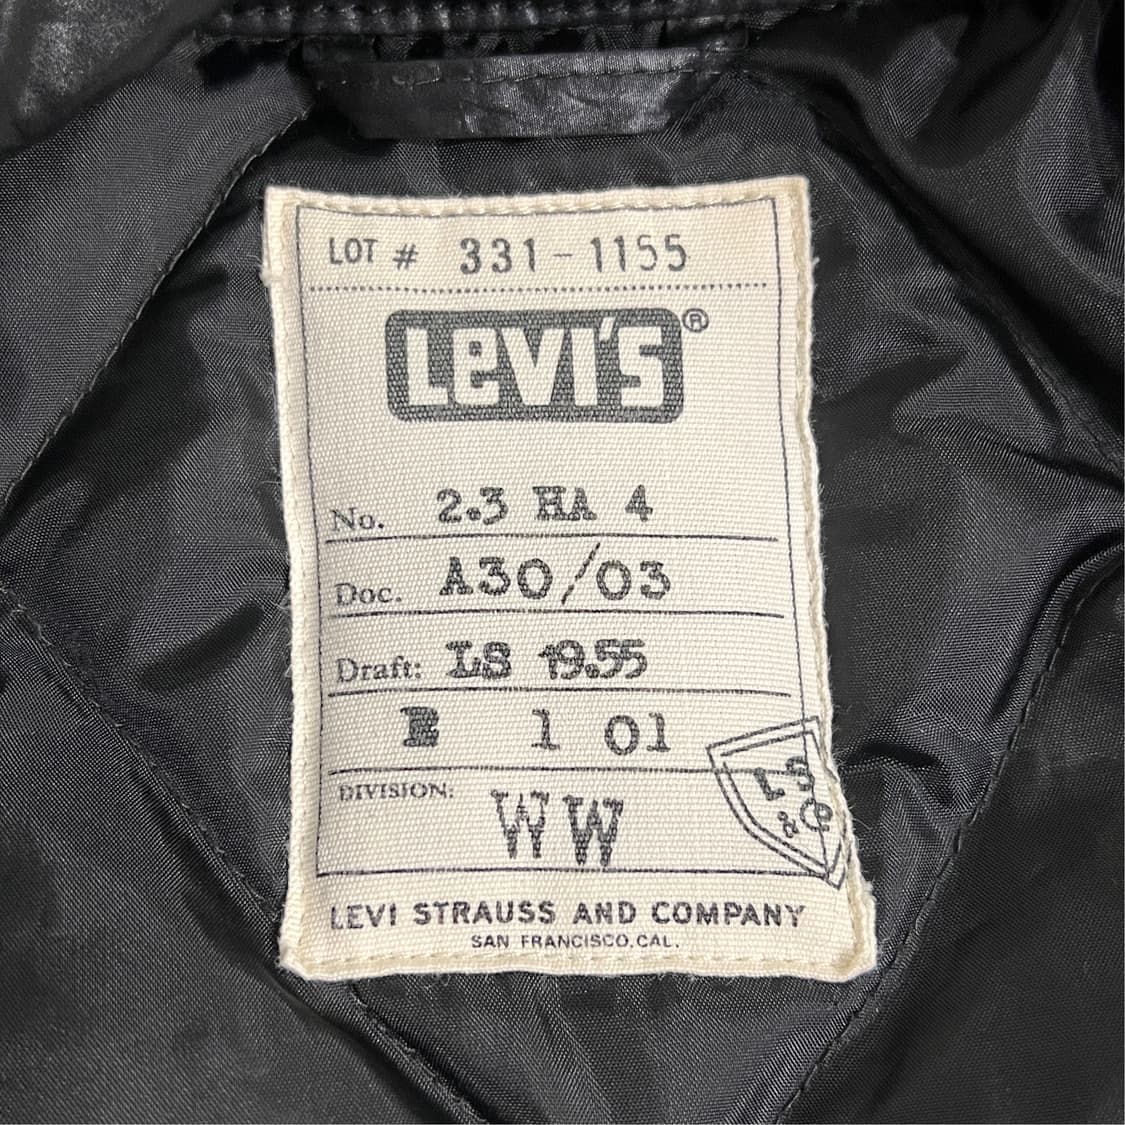 LOT # 331-1155
LEVI'S®
No. 2.3 HA 4
Doc. A30/03
Draft: LS 19.55
E 1 01
LS
& Co
DIVISION: WW
LEVI STRAUSS AND COMPANY
SAN FRANCISCO, CAL.